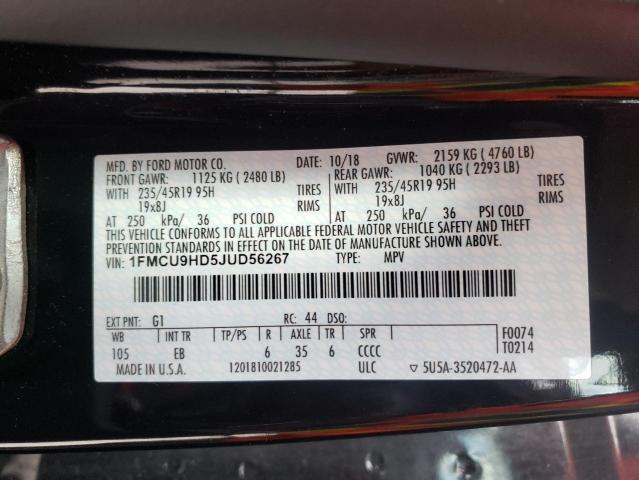 MFD. BY FORD MOTOR CO. DATE: 10/18 GVWR: 2159 KG ( 4760 LB)
FRONT GAWR: 1125 KG ( 2480 LB) REAR GAWR: 1040 KG ( 2293 LB)
WITH 235/45R19 95H TIRES WITH 235/45R19 95H TIRES
19x8J RIMS 19x8J RIMS
AT 250 kPa/ 36 PSI COLD AT 250 kPa/ 36 PSI COLD
THIS VEHICLE CONFORMS TO ALL APPLICABLE FEDERAL MOTOR VEHICLE SAFETY AND THEFT
PREVENTION STANDARDS IN EFFECT ON THE DATE OF MANUFACTURE SHOWN ABOVE.
VIN: 1FMCU9HD5JUD56267 TYPE: MPV
EXT PNT: G1 RC: 44 DSO: F0074
WB INT TR TP/PS R AXLE TR SPR T0214
105 EB 6 35 6 CCCC
MADE IN U.S.A. 1201810021285 ULC ▽ 5U5A-3520472-AA